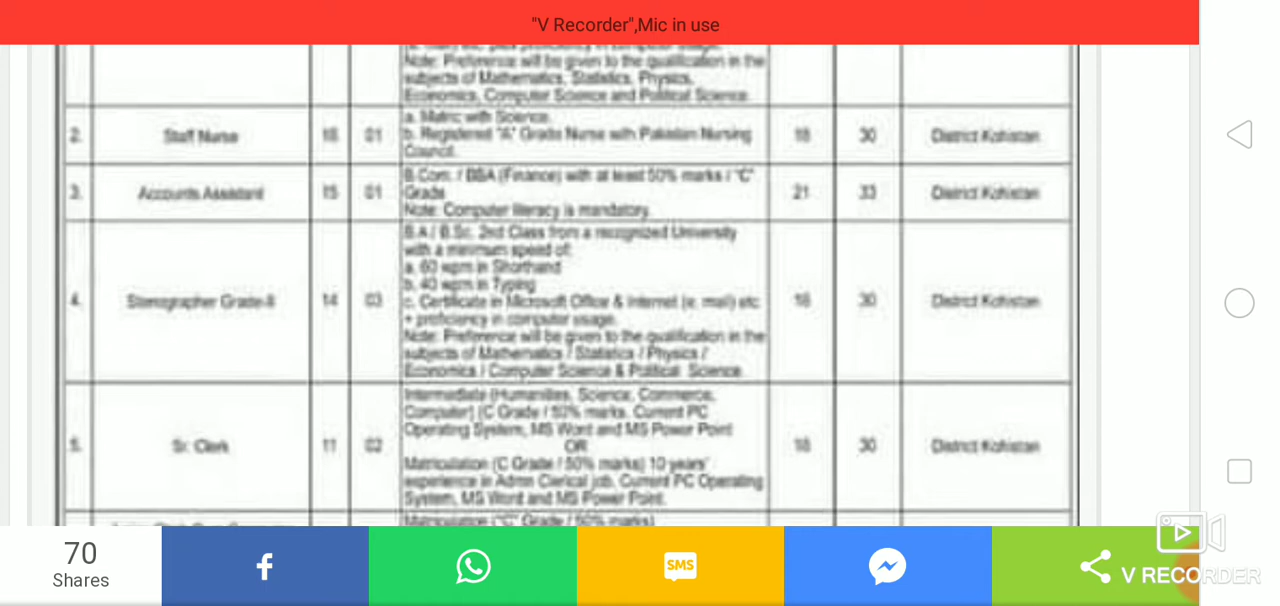 "V Recorder",Mic in use
Note: Preference will be given to the qualification in the
subjects of Mathematics, Statistics, Physics,
Economics, Computer Science and Political Science.
2. Staff Nurse 16 01 18 30 District Kohistan
a. Matric with Science.
b. Registered "A" Grade Nurse with Pakistan Nursing
Council.
3. Accounts Assistant 15 01 21 33 District Kohistan
B.Com. / BBA (Finance) with at least 50% marks / "C"
Grade
Note: Computer literacy is mandatory.
4. Stenographer Grade-II 14 03 18 30 District Kohistan
B.A / B.Sc. 2nd Class from a recognized University
with a minimum speed of:
a. 60 wpm in Shorthand
b. 40 wpm in Typing
c. Certificate in Microsoft Office & Internet (e. mail) etc
+ proficiency in computer usage.
Note: Preference will be given to the qualification in the
subjects of Mathematics / Statistics / Physics /
Economics / Computer Science & Political Science.
5. Sr. Clerk 11 02 18 30 District Kohistan
Intermediate (Humanities, Science, Commerce,
Computer) (C Grade / 50% marks. Current PC
Operating System, MS Word and MS Power Point
OR
Matriculation (C Grade / 50% marks) 10 years'
experience in Admn Clerical job, Current PC Operating
System, MS Word and MS Power Point.
Matriculation ("C" Grade / 50% marks)
70
Shares
SMS
V RECORDER